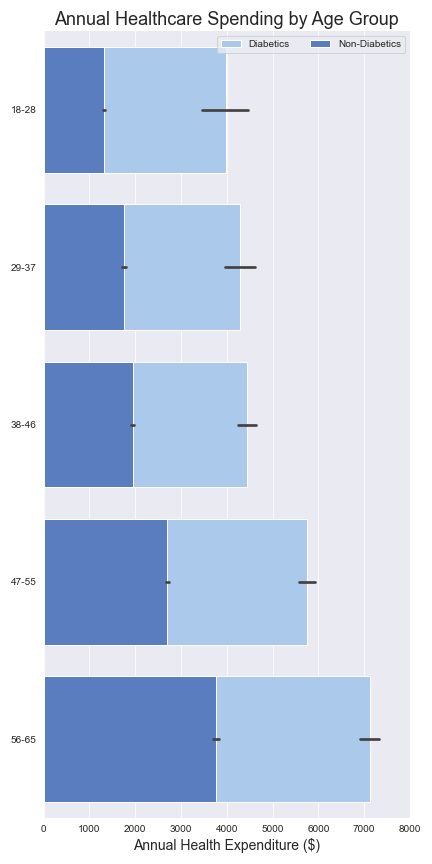 Annual Healthcare Spending by Age Group
Diabetics Non-Diabetics
18-28
29-37
38-46
47-55
56-65
0 1000 2000 3000 4000 5000 6000 7000 8000
Annual Health Expenditure ($)